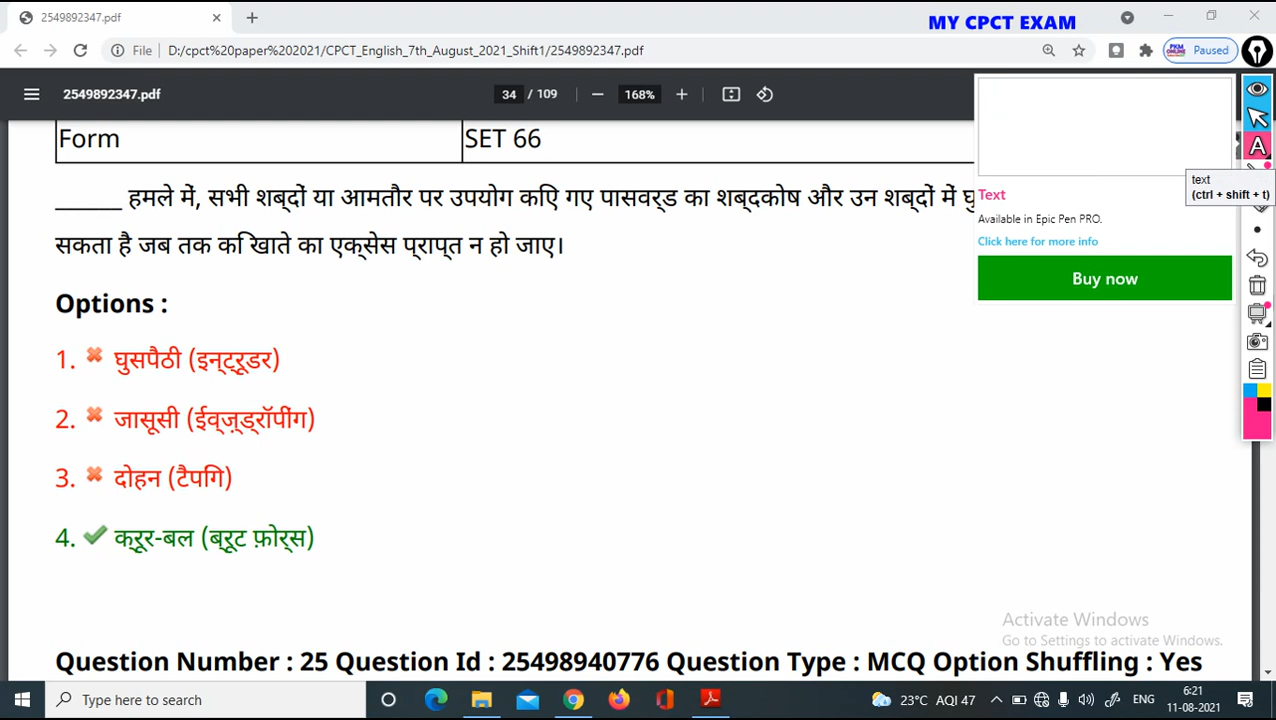 2549892347.pdf
MY CPCT EXAM
File D:/cpct%20paper%202021/CPCT_English_7th_August_2021_Shift1/2549892347.pdf
Paused
2549892347.pdf 34 / 109 168%
Form SET 66
______ हमले में, सभी शब्दों या आमतौर पर उपयोग किए गए पासवर्ड का शब्दकोष और उन शब्दों में
सकता है जब तक कि खाते का एक्सेस प्राप्त न हो जाए।
text
(ctrl + shift + t)
Text
Available in Epic Pen PRO.
Click here for more info
Buy now
Options :
1. घुसपैठी (इन्ट्रूडर)
2. जासूसी (ईव्ज़्ड्रॉपींग)
3. दोहन (टैपिंग)
4. क्रूर-बल (ब्रूट फ़ोर्स)
Activate Windows
Go to Settings to activate Windows.
Question Number : 25 Question Id : 25498940776 Question Type : MCQ Option Shuffling : Yes
Type here to search
23°C AQI 47
ENG
6:21
11-08-2021